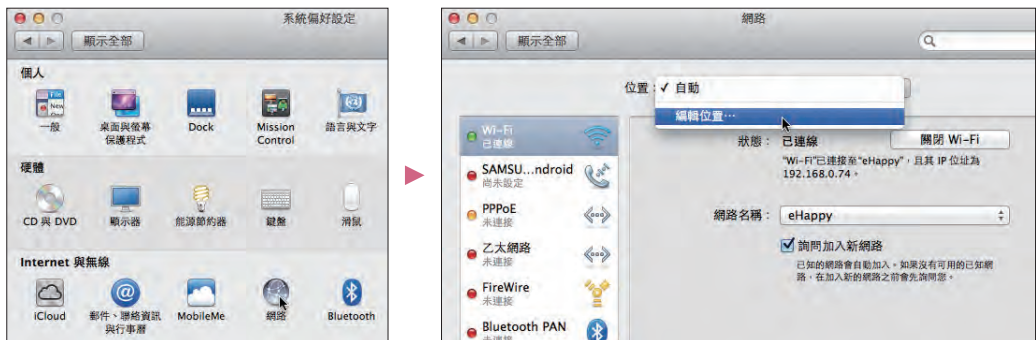 系統偏好設定
顯示全部
個人
File
New
一般
桌面與螢幕
保護程式
Dock
Mission
Control
語言與文字
硬體
CD 與 DVD
顯示器
能源節約器
鍵盤
滑鼠
Internet 與無線
iCloud
郵件、聯絡資訊
與行事曆
MobileMe
網路
Bluetooth
網路
顯示全部
位置：✓ 自動
編輯位置…
Wi-Fi
已連線
SAMSU...ndroid
尚未設定
PPPoE
未連接
乙太網路
未連接
FireWire
未連接
Bluetooth PAN
未連接
狀態：已連線
關閉 Wi-Fi
"Wi-Fi"已連接至"eHappy"，且其 IP 位址為
192.168.0.74。
網路名稱：eHappy
詢問加入新網路
已知的網路會自動加入。如果沒有可用的已知網
路，在加入新的網路之前會先詢問您。